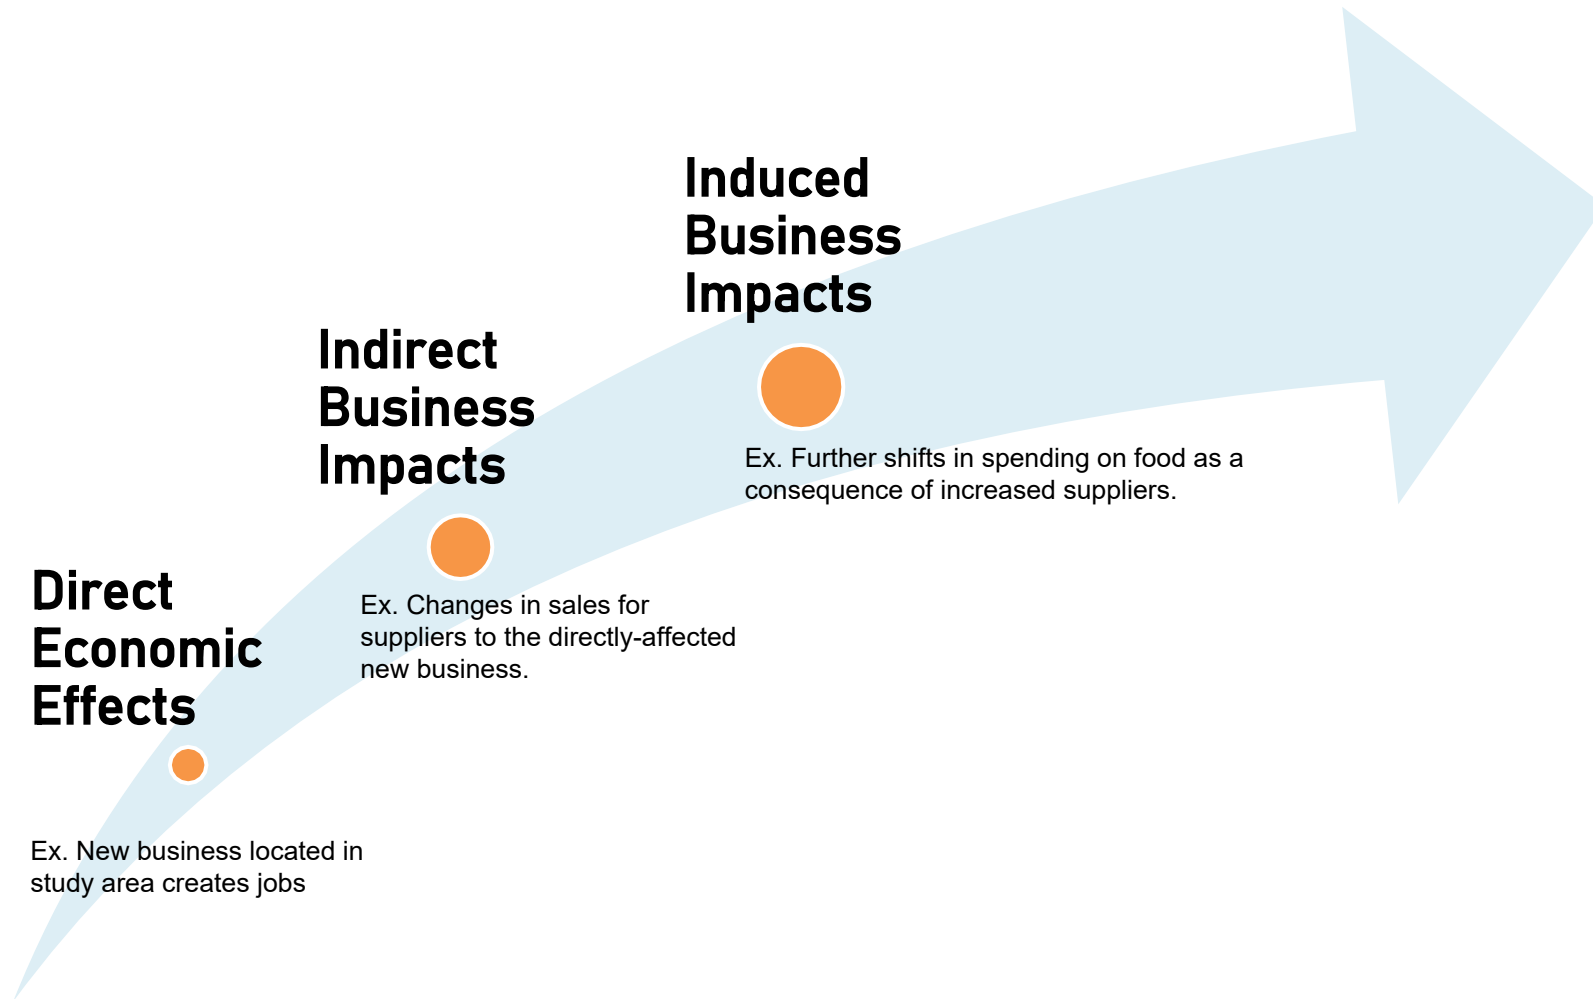 Induced
Business
Impacts
Indirect
Business
Impacts
Ex. Further shifts in spending on food as a
consequence of increased suppliers.
Direct
Economic
Effects
Ex. Changes in sales for
suppliers to the directly-affected
new business.
Ex. New business located in
study area creates jobs